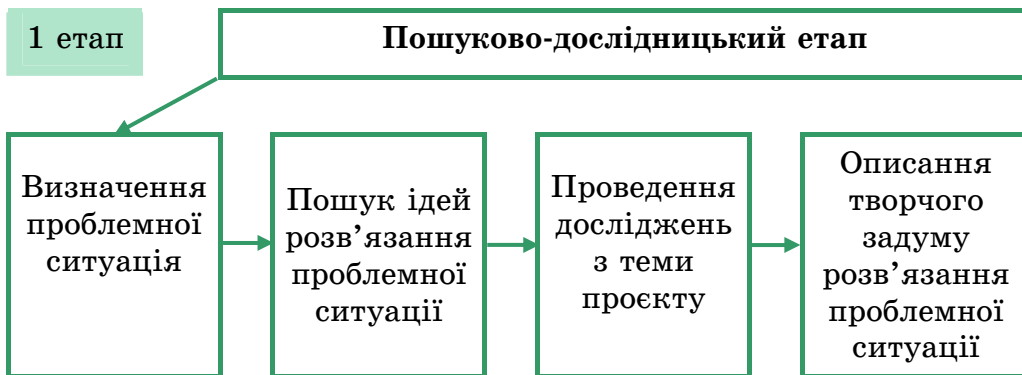 1 етап
Пошуково-дослідницький етап
Визначення
проблемної
ситуація
Пошук ідей
розв’язання
проблемної
ситуації
Проведення
досліджень
з теми
проєкту
Описання
творчого
задуму
розв’язання
проблемної
ситуації